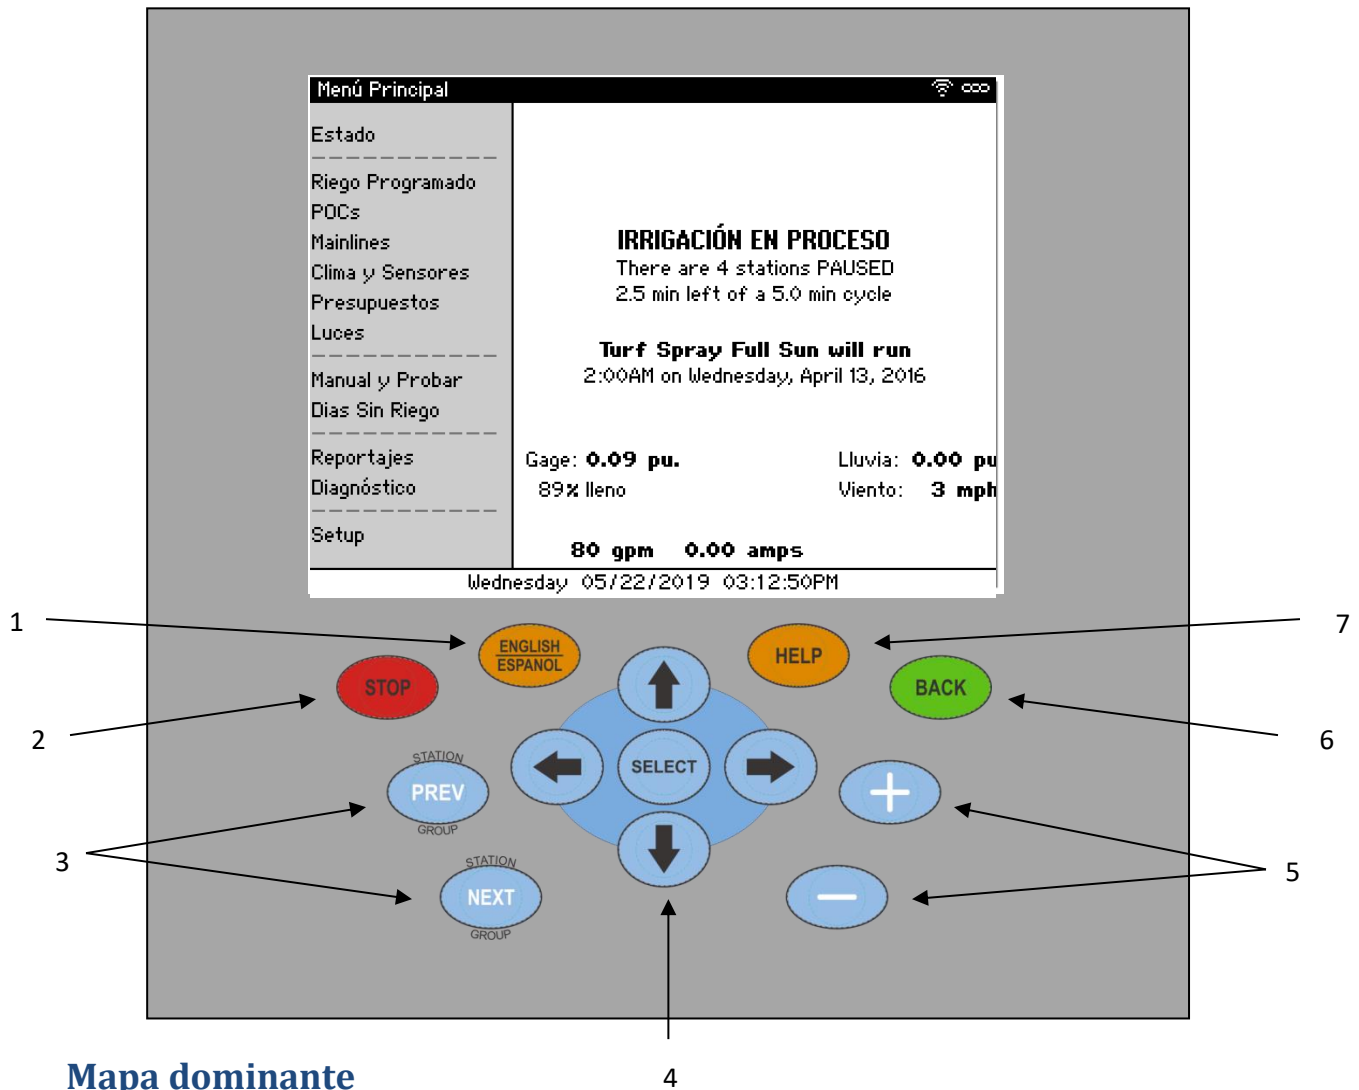 Menú Principal
Estado
Riego Programado
POCs
Mainlines
Clima y Sensores
Presupuestos
Luces
Manual y Probar
Dias Sin Riego
Reportajes
Diagnóstico
Setup
IRRIGACIÓN EN PROCESO
There are 4 stations PAUSED
2.5 min left of a 5.0 min cycle
Turf Spray Full Sun will run
2:00AM on Wednesday, April 13, 2016
Gage: 0.09 pu. Lluvia: 0.00 pu
89% lleno Viento: 3 mph
80 gpm 0.00 amps
Wednesday 05/22/2019 03:12:50PM
1
7
ENGLISH
ESPANOL
HELP
STOP
BACK
2
6
STATION
PREV
GROUP
SELECT
3
5
STATION
NEXT
GROUP
4
Mapa dominante